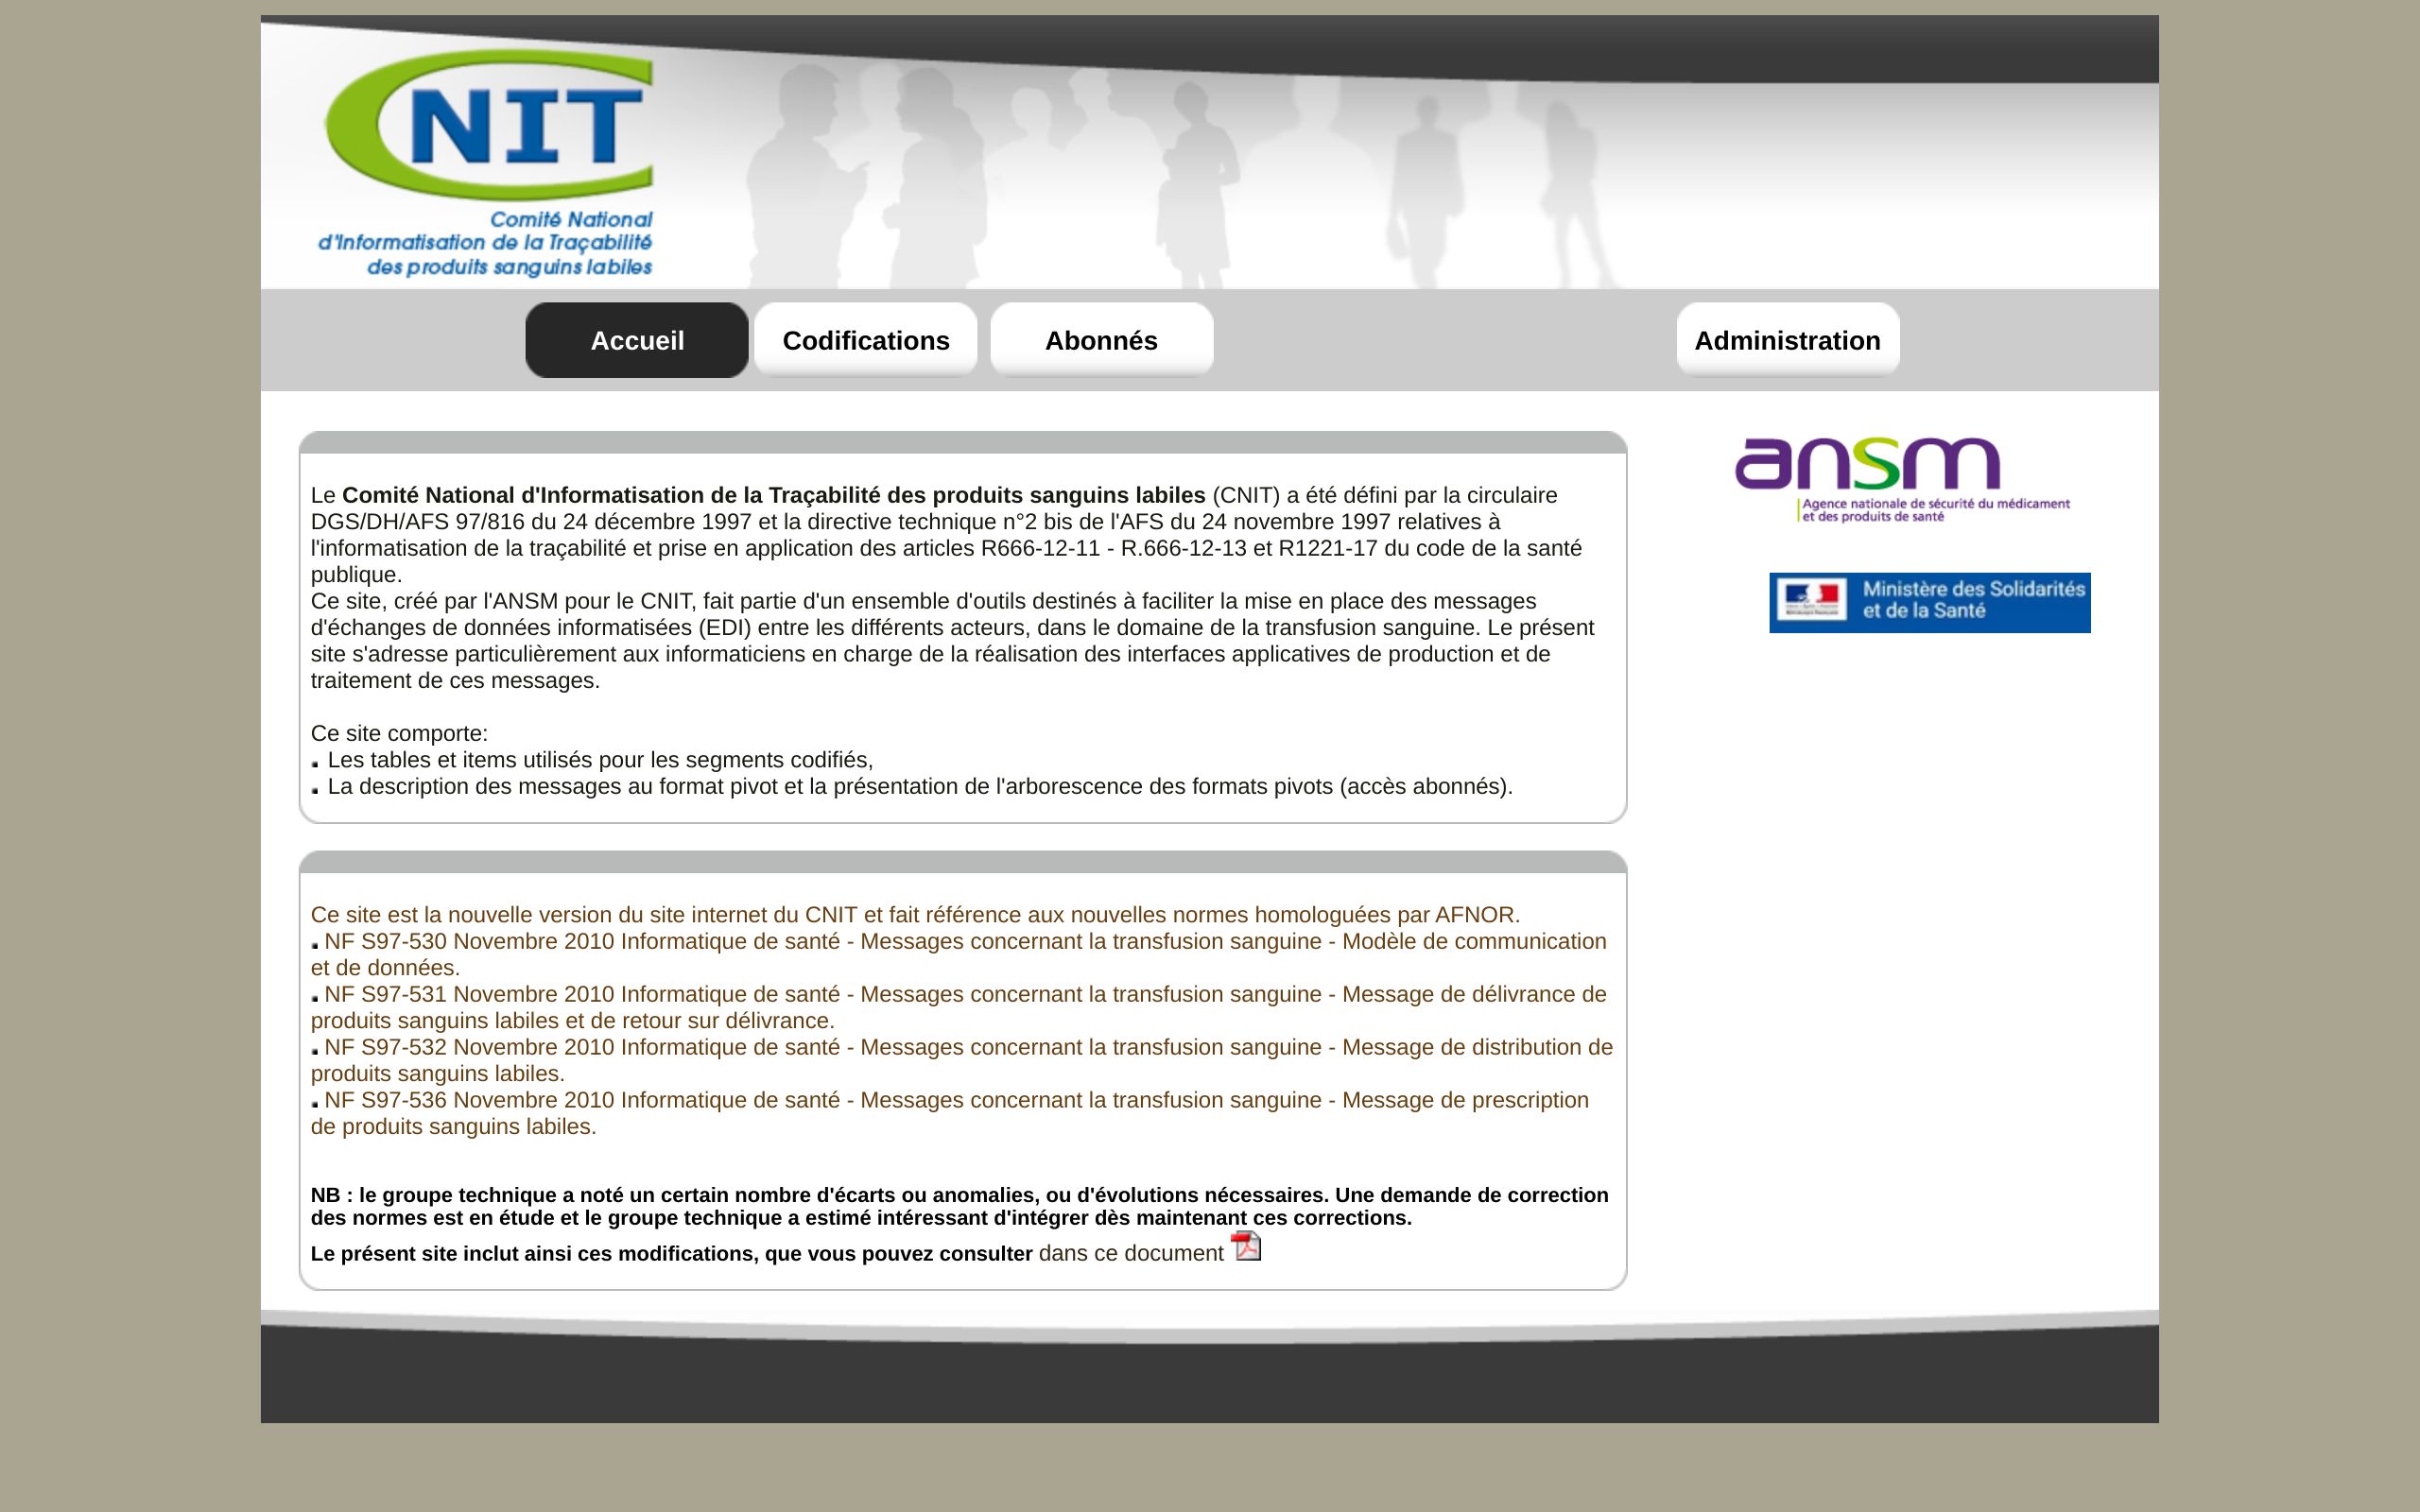 CNIT
Comité National
d'Informatisation de la Traçabilité
des produits sanguins labiles
Accueil
Codifications
Abonnés
Administration
Le Comité National d'Informatisation de la Traçabilité des produits sanguins labiles (CNIT) a été défini par la circulaire
DGS/DH/AFS 97/816 du 24 décembre 1997 et la directive technique n°2 bis de l'AFS du 24 novembre 1997 relatives à
l'informatisation de la traçabilité et prise en application des articles R666-12-11 - R.666-12-13 et R1221-17 du code de la santé
publique.
Ce site, créé par l'ANSM pour le CNIT, fait partie d'un ensemble d'outils destinés à faciliter la mise en place des messages
d'échanges de données informatisées (EDI) entre les différents acteurs, dans le domaine de la transfusion sanguine. Le présent
site s'adresse particulièrement aux informaticiens en charge de la réalisation des interfaces applicatives de production et de
traitement de ces messages.
Ce site comporte:
Les tables et items utilisés pour les segments codifiés,
La description des messages au format pivot et la présentation de l'arborescence des formats pivots (accès abonnés).
ansm
Agence nationale de sécurité du médicament
et des produits de santé
Ministère des Solidarités
et de la Santé
Ce site est la nouvelle version du site internet du CNIT et fait référence aux nouvelles normes homologuées par AFNOR.
NF S97-530 Novembre 2010 Informatique de santé - Messages concernant la transfusion sanguine - Modèle de communication
et de données.
NF S97-531 Novembre 2010 Informatique de santé - Messages concernant la transfusion sanguine - Message de délivrance de
produits sanguins labiles et de retour sur délivrance.
NF S97-532 Novembre 2010 Informatique de santé - Messages concernant la transfusion sanguine - Message de distribution de
produits sanguins labiles.
NF S97-536 Novembre 2010 Informatique de santé - Messages concernant la transfusion sanguine - Message de prescription
de produits sanguins labiles.
NB : le groupe technique a noté un certain nombre d'écarts ou anomalies, ou d'évolutions nécessaires. Une demande de correction
des normes est en étude et le groupe technique a estimé intéressant d'intégrer dès maintenant ces corrections.
Le présent site inclut ainsi ces modifications, que vous pouvez consulter dans ce document